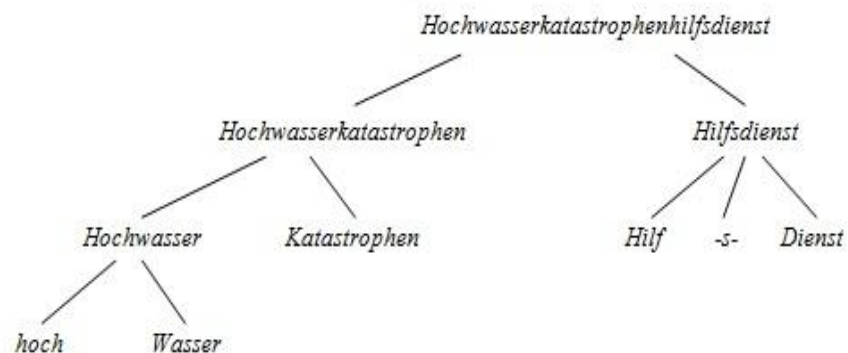 Hochwasserkatastrophenhilfsdienst
Hochwasserkatastrophen Hilfsdienst
Hochwasser Katastrophen Hilf -s- Dienst
hoch Wasser